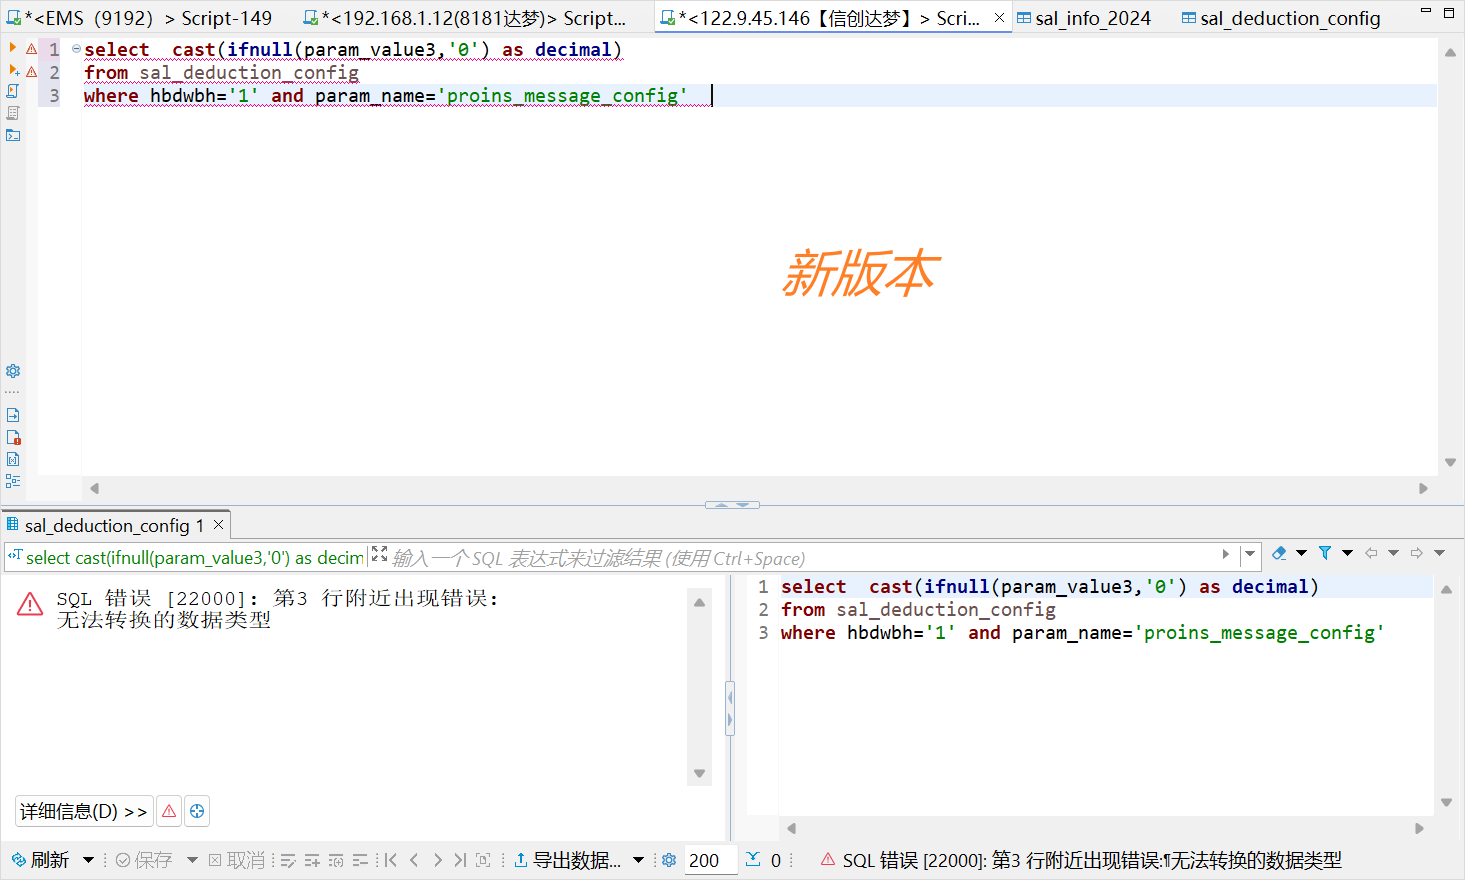 *<EMS（9192）> Script-149
*<192.168.1.12(8181达梦)> Script...
*<122.9.45.146【信创达梦】> Scri...
sal_info_2024
sal_deduction_config
1 select  cast(ifnull(param_value3,'0') as decimal)
2 from sal_deduction_config
3 where hbdwbh='1' and param_name='proins_message_config'
新版本
sal_deduction_config 1
select cast(ifnull(param_value3,'0') as decim
输入一个 SQL 表达式来过滤结果 (使用 Ctrl+Space)
SQL 错误 [22000]: 第3 行附近出现错误:
无法转换的数据类型
1 select  cast(ifnull(param_value3,'0') as decimal)
2 from sal_deduction_config
3 where hbdwbh='1' and param_name='proins_message_config'
详细信息(D) >>
刷新 保存 取消 导出数据... 200 0 SQL 错误 [22000]: 第3 行附近出现错误:¶无法转换的数据类型